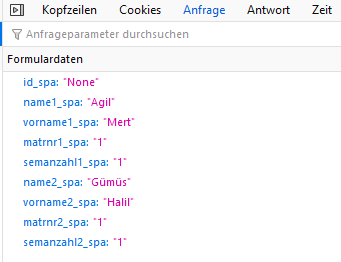 Kopfzeilen Cookies Anfrage Antwort Zeit
Anfrageparameter durchsuchen
Formulardaten
id_spa: "None"
name1_spa: "Agil"
vorname1_spa: "Mert"
matrnr1_spa: "1"
semanzahl1_spa: "1"
name2_spa: "Gümüs"
vorname2_spa: "Halil"
matrnr2_spa: "1"
semanzahl2_spa: "1"